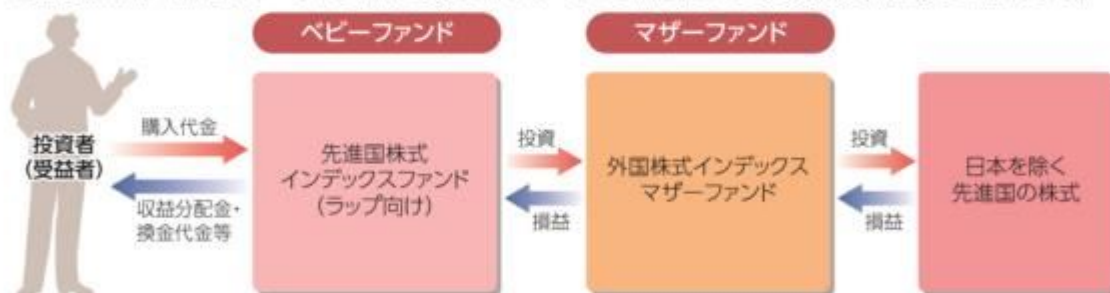 ベビーファンド
マザーファンド
投資者
(受益者)
購入代金
収益分配金・
換金代金等
先進国株式
インデックスファンド
(ラップ向け)
投資
損益
外国株式インデックス
マザーファンド
投資
損益
日本を除く
先進国の株式